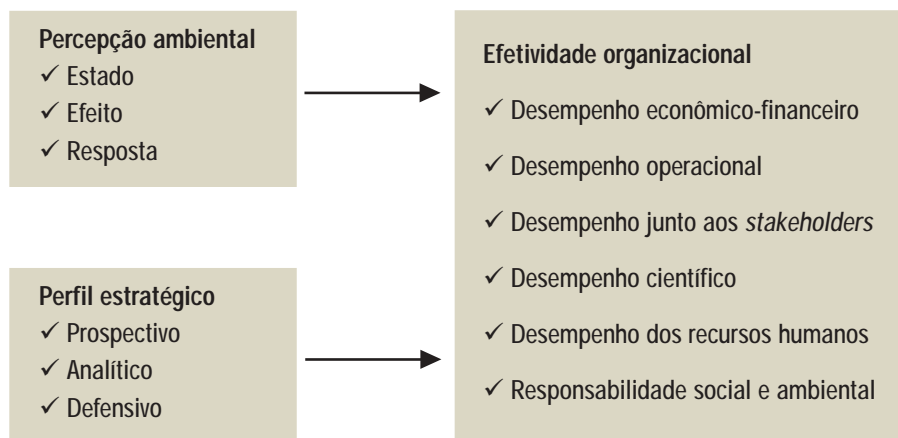 Percepção ambiental
✓ Estado
✓ Efeito
✓ Resposta
Perfil estratégico
✓ Prospectivo
✓ Analítico
✓ Defensivo
Efetividade organizacional
✓ Desempenho econômico-financeiro
✓ Desempenho operacional
✓ Desempenho junto aos stakeholders
✓ Desempenho científico
✓ Desempenho dos recursos humanos
✓ Responsabilidade social e ambiental